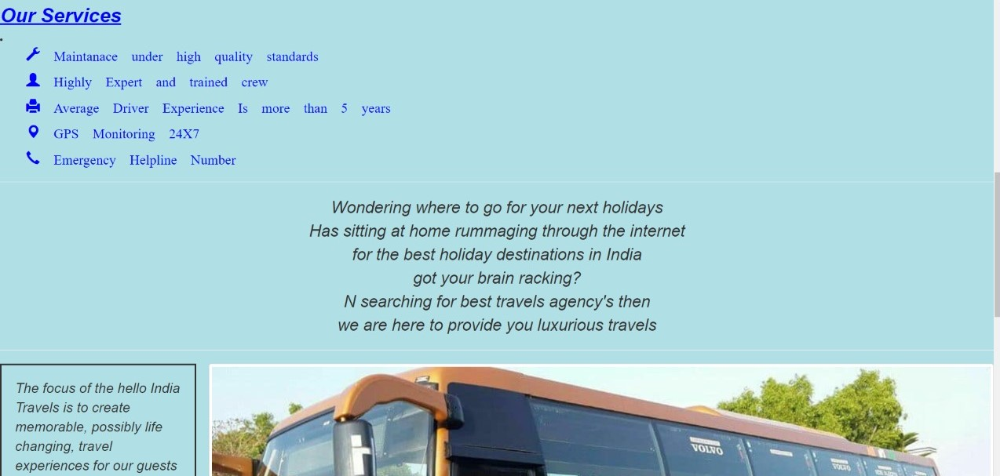 Our Services
Maintanace under high quality standards
Highly Expert and trained crew
Average Driver Experience Is more than 5 years
GPS Monitoring 24X7
Emergency Helpline Number
Wondering where to go for your next holidays
Has sitting at home rummaging through the internet
for the best holiday destinations in India
got your brain racking?
N searching for best travels agency's then
we are here to provide you luxurious travels
The focus of the hello India
Travels is to create
memorable, possibly life
changing, travel
experiences for our guests
VOLVO
VOLVO